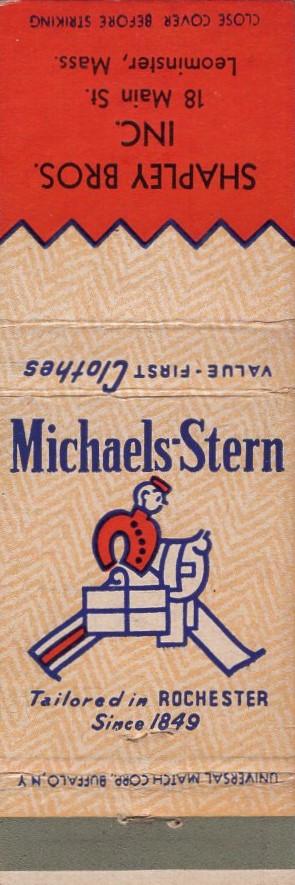 CLOSE COVER BEFORE STRIKING
SHAPLEY BROS.
INC.
18 Main St.
Leominster, Mass.
VALUE-FIRST Clothes
Michaels-Stern
Tailored in ROCHESTER
Since 1849
UNIVERSAL MATCH CORP. BUFFALO, N.Y.